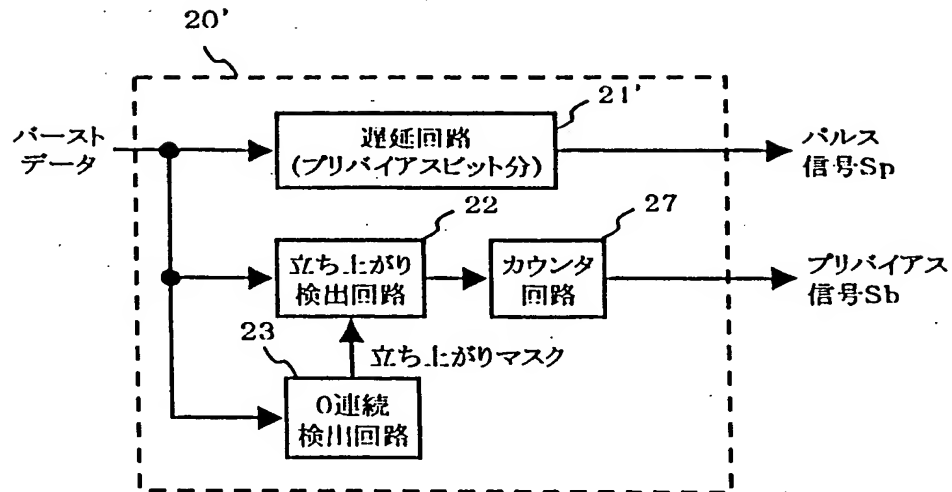 20'
21'
バースト
データ
遅延回路
(プリバイアスビット分)
パルス
信号Sp
22
27
立ち上がり
検出回路
カウンタ
回路
プリバイアス
信号Sb
23
立ち上がりマスク
0連続
検出回路